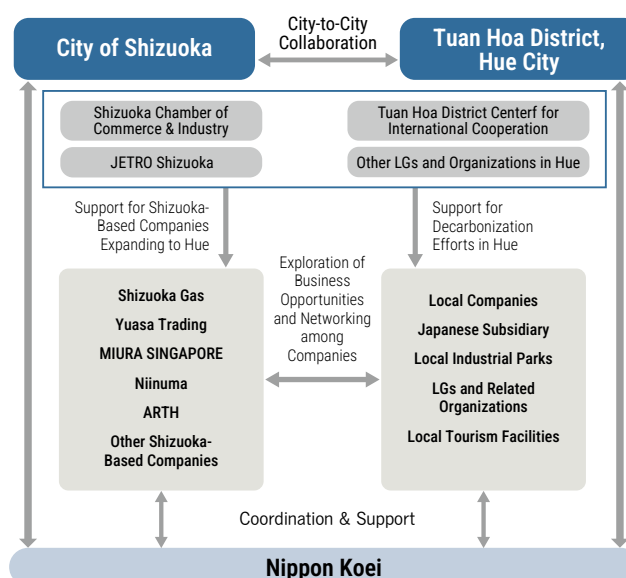 City of Shizuoka
City-to-City
Collaboration
Tuan Hoa District,
Hue City
Shizuoka Chamber of
Commerce & Industry
Tuan Hoa District Centerf for
International Cooperation
JETRO Shizuoka
Other LGs and Organizations in Hue
Support for Shizuoka-
Based Companies
Expanding to Hue
Support for
Decarbonization
Efforts in Hue
Exploration of
Business
Opportunities
and Networking
among
Companies
Shizuoka Gas
Yuasa Trading
MIURA SINGAPORE
Niinuma
ARTH
Other Shizuoka-
Based Companies
Local Companies
Japanese Subsidiary
Local Industrial Parks
LGs and Related
Organizations
Local Tourism Facilities
Coordination & Support
Nippon Koei